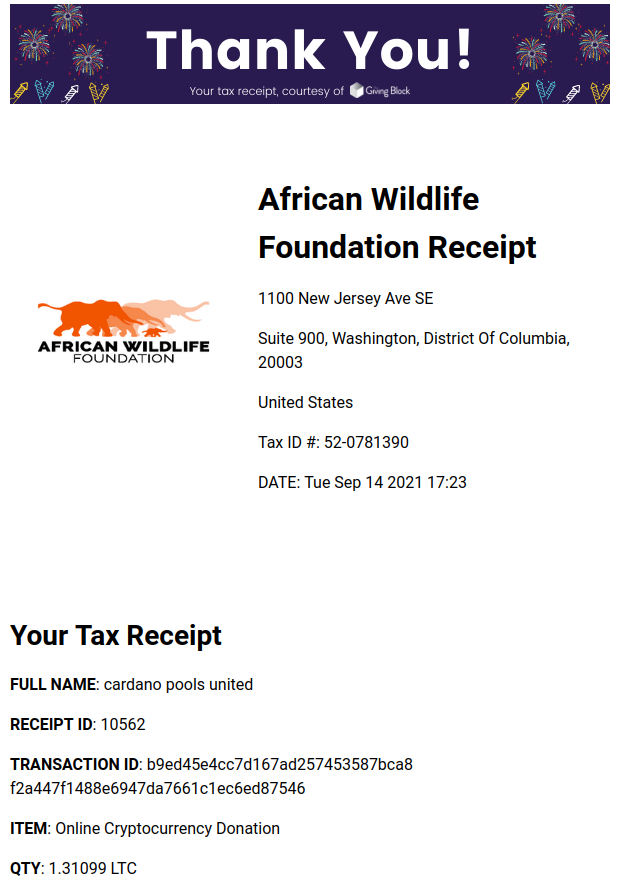 Thank You!
Your tax receipt, courtesy of Giving Block
African Wildlife
Foundation Receipt
AFRICAN WILDLIFE
FOUNDATION
1100 New Jersey Ave SE
Suite 900, Washington, District Of Columbia,
20003
United States
Tax ID #: 52-0781390
DATE: Tue Sep 14 2021 17:23
Your Tax Receipt
FULL NAME: cardano pools united
RECEIPT ID: 10562
TRANSACTION ID: b9ed45e4cc7d167ad257453587bca8
f2a447f1488e6947da7661c1ec6ed87546
ITEM: Online Cryptocurrency Donation
QTY: 1.31099 LTC